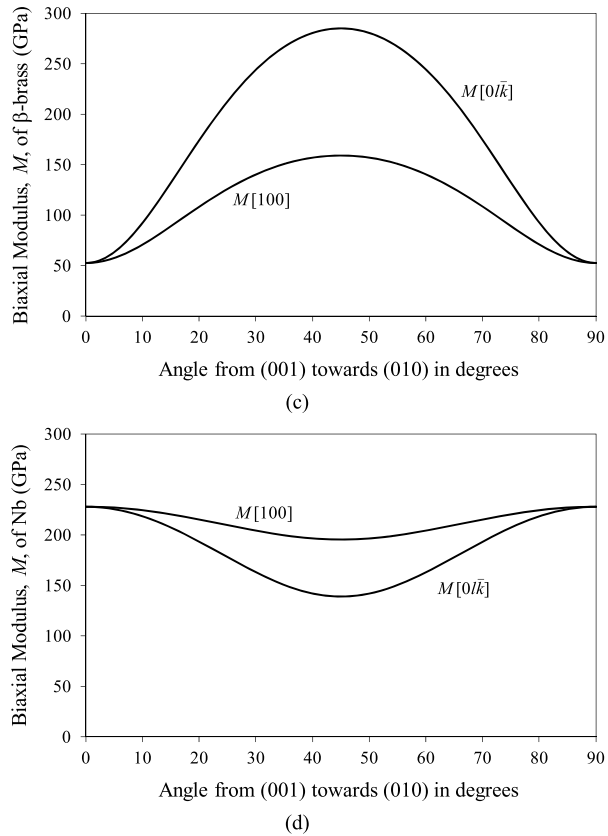 Biaxial Modulus, M, of β-brass (GPa)
300
250
200
150
100
50
0
M[0lk̄]
M[100]
0 10 20 30 40 50 60 70 80 90
Angle from (001) towards (010) in degrees
(c)
Biaxial Modulus, M, of Nb (GPa)
300
250
200
150
100
50
0
M[100]
M[0lk̄]
0 10 20 30 40 50 60 70 80 90
Angle from (001) towards (010) in degrees
(d)